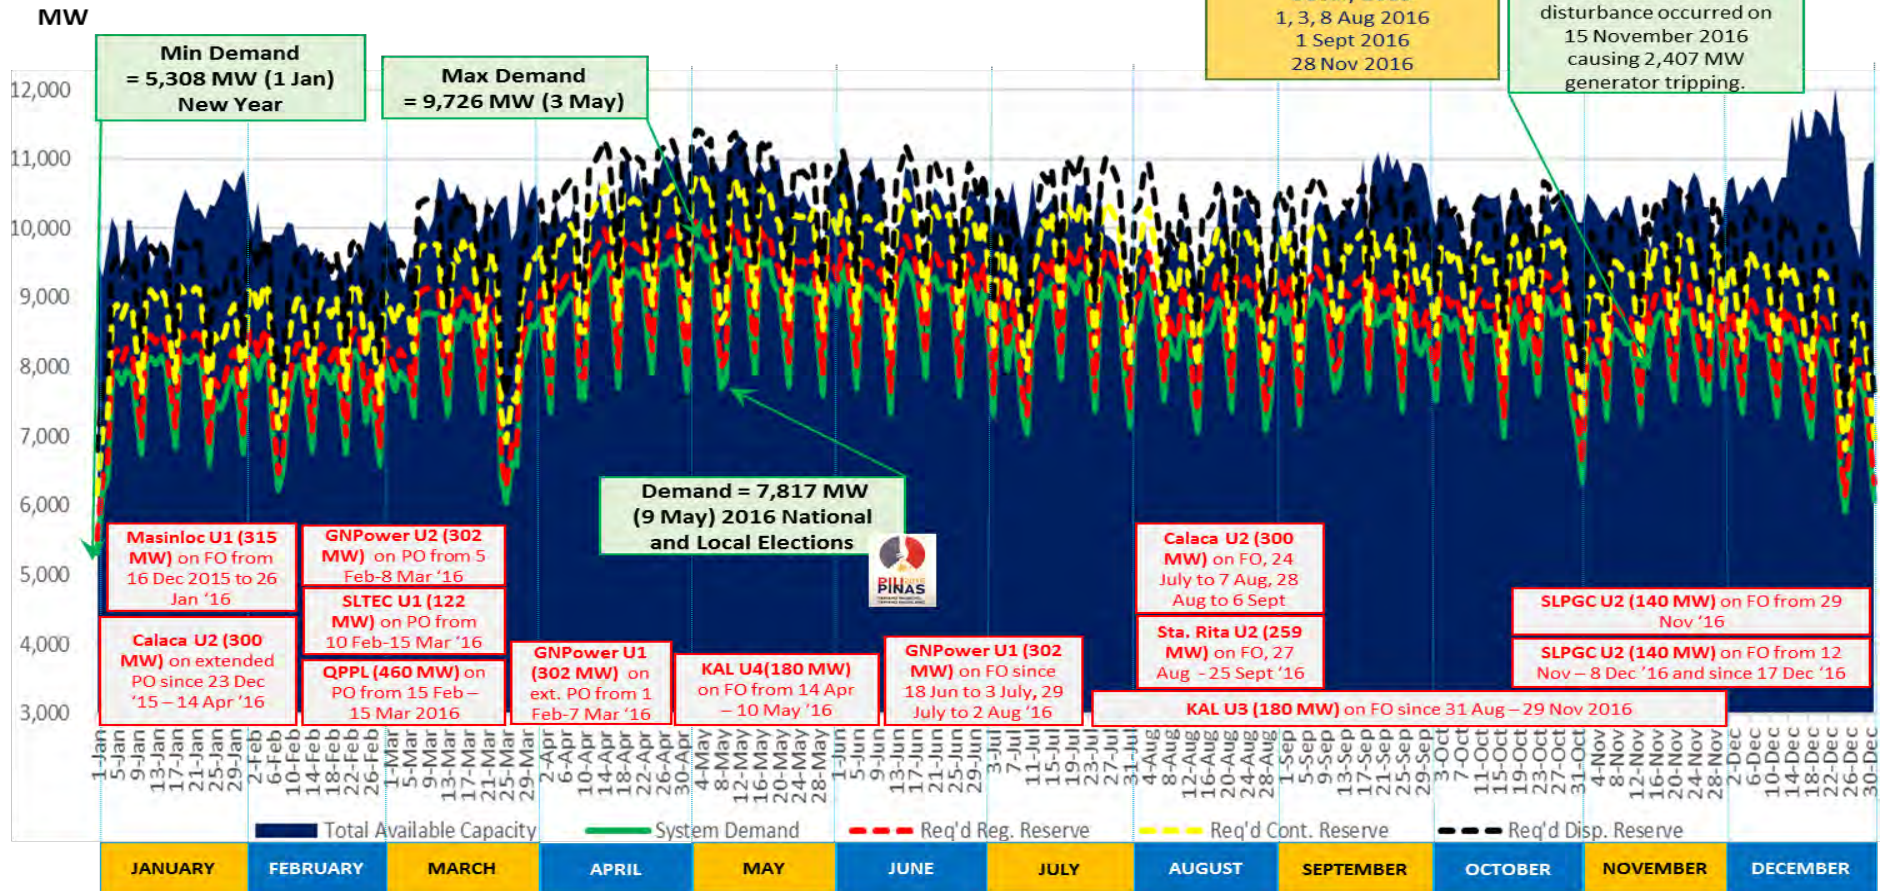 MW
1, 3, 8 Aug 2016
1 Sept 2016
28 Nov 2016
disturbance occurred on
15 November 2016
causing 2,407 MW
generator tripping.
Min Demand
= 5,308 MW (1 Jan)
New Year
Max Demand
= 9,726 MW (3 May)
12,000
11,000
10,000
9,000
8,000
7,000
6,000
5,000
4,000
3,000
Demand = 7,817 MW
(9 May) 2016 National
and Local Elections
PILI
PINAS
Masinloc U1 (315
MW) on FO from
16 Dec 2015 to 26
Jan ‘16
Calaca U2 (300
MW) on extended
PO since 23 Dec
‘15 – 14 Apr ‘16
GNPower U2 (302
MW) on PO from 5
Feb-8 Mar ‘16
SLTEC U1 (122
MW) on PO from
10 Feb-15 Mar ‘16
QPPL (460 MW) on
PO from 15 Feb –
15 Mar 2016
GNPower U1
(302 MW) on
ext. PO from 1
Feb-7 Mar ‘16
KAL U4(180 MW)
on FO from 14 Apr
– 10 May ‘16
GNPower U1 (302
MW) on FO since
18 Jun to 3 July, 29
July to 2 Aug ‘16
Calaca U2 (300
MW) on FO, 24
July to 7 Aug, 28
Aug to 6 Sept
Sta. Rita U2 (259
MW) on FO, 27
Aug - 25 Sept ‘16
KAL U3 (180 MW) on FO since 31 Aug – 29 Nov 2016
SLPGC U2 (140 MW) on FO from 29
Nov ‘16
SLPGC U2 (140 MW) on FO from 12
Nov – 8 Dec ‘16 and since 17 Dec ‘16
1-Jan
5-Jan
9-Jan
13-Jan
17-Jan
21-Jan
25-Jan
29-Jan
2-Feb
6-Feb
10-Feb
14-Feb
18-Feb
22-Feb
26-Feb
1-Mar
5-Mar
9-Mar
13-Mar
17-Mar
21-Mar
25-Mar
29-Mar
2-Apr
6-Apr
10-Apr
14-Apr
18-Apr
22-Apr
26-Apr
30-Apr
4-May
8-May
12-May
16-May
20-May
24-May
28-May
1-Jun
5-Jun
9-Jun
13-Jun
17-Jun
21-Jun
25-Jun
29-Jun
3-Jul
7-Jul
11-Jul
15-Jul
19-Jul
23-Jul
27-Jul
31-Jul
4-Aug
8-Aug
12-Aug
16-Aug
20-Aug
24-Aug
28-Aug
1-Sep
5-Sep
9-Sep
13-Sep
17-Sep
21-Sep
25-Sep
29-Sep
3-Oct
7-Oct
11-Oct
15-Oct
19-Oct
23-Oct
27-Oct
31-Oct
4-Nov
8-Nov
12-Nov
16-Nov
20-Nov
24-Nov
28-Nov
2-Dec
6-Dec
10-Dec
14-Dec
18-Dec
22-Dec
26-Dec
30-Dec
Total Available Capacity
System Demand
Req'd Reg. Reserve
Req'd Cont. Reserve
Req'd Disp. Reserve
JANUARY
FEBRUARY
MARCH
APRIL
MAY
JUNE
JULY
AUGUST
SEPTEMBER
OCTOBER
NOVEMBER
DECEMBER